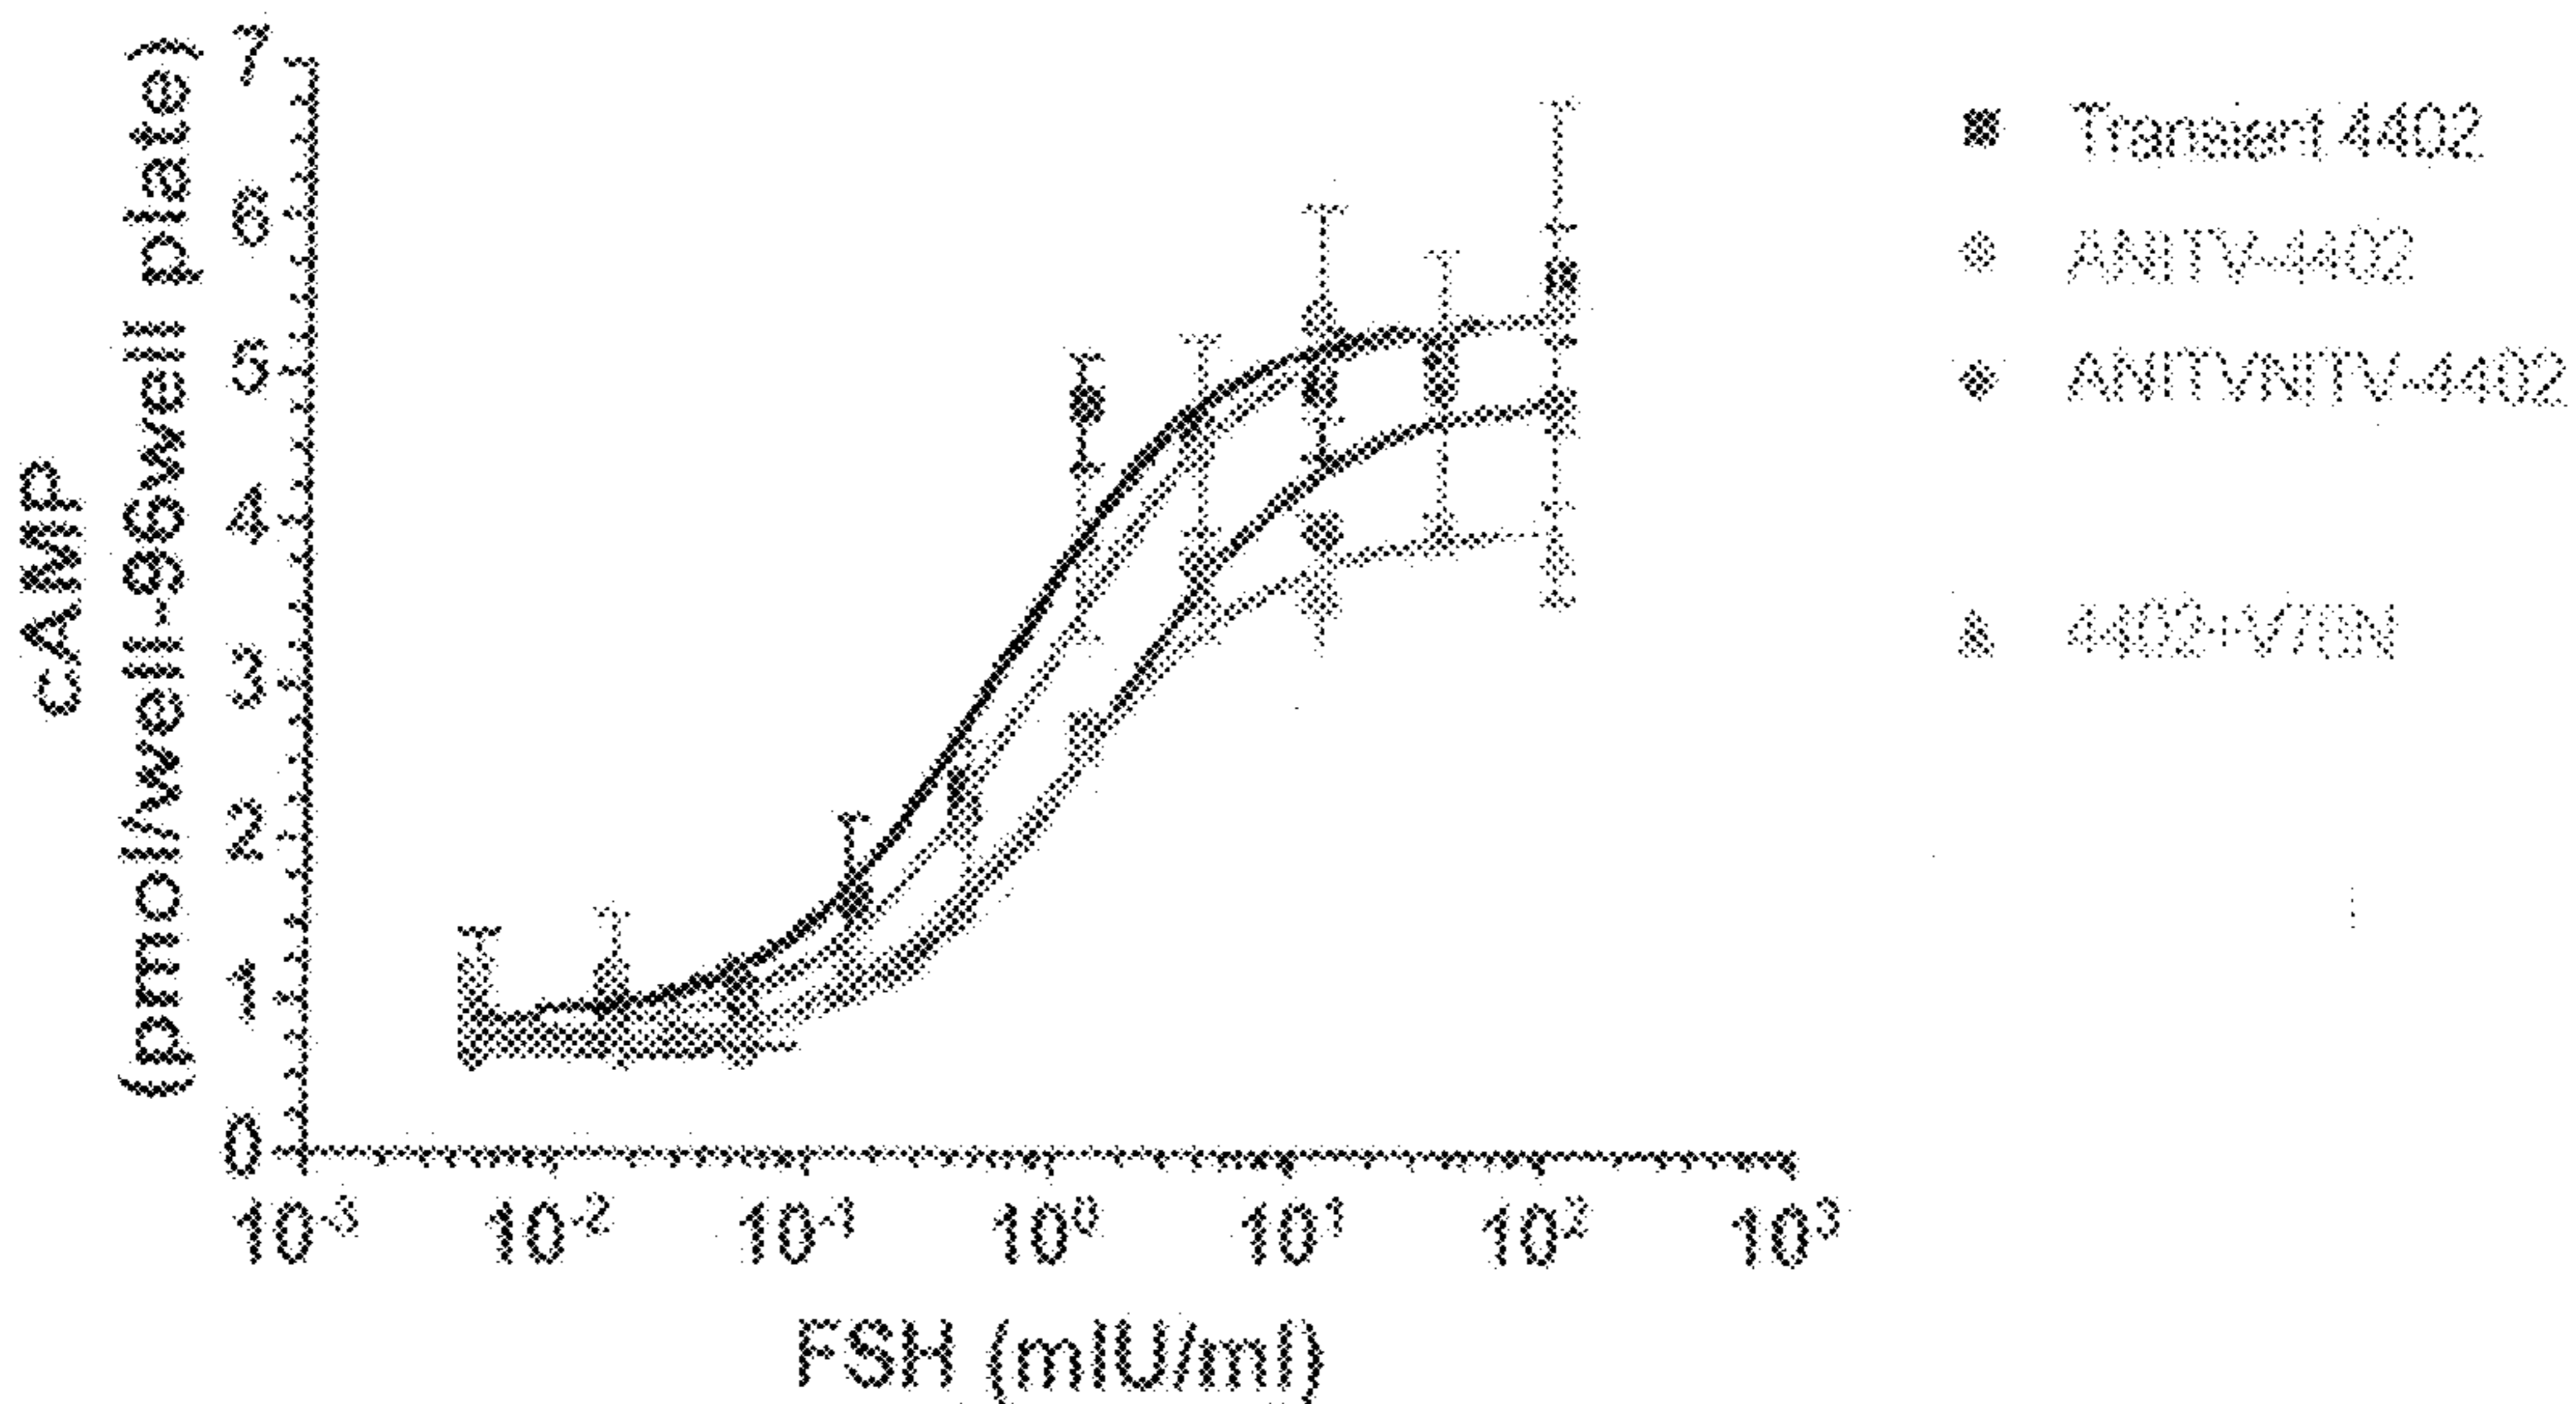 cAMP
(pmol/well-96well plate)
7
6
5
4
3
2
1
0
10-3
10-2
10-1
100
101
102
103
FSH (mIU/ml)
Transient 4402
ANITV-4402
ANITVNITV-4402